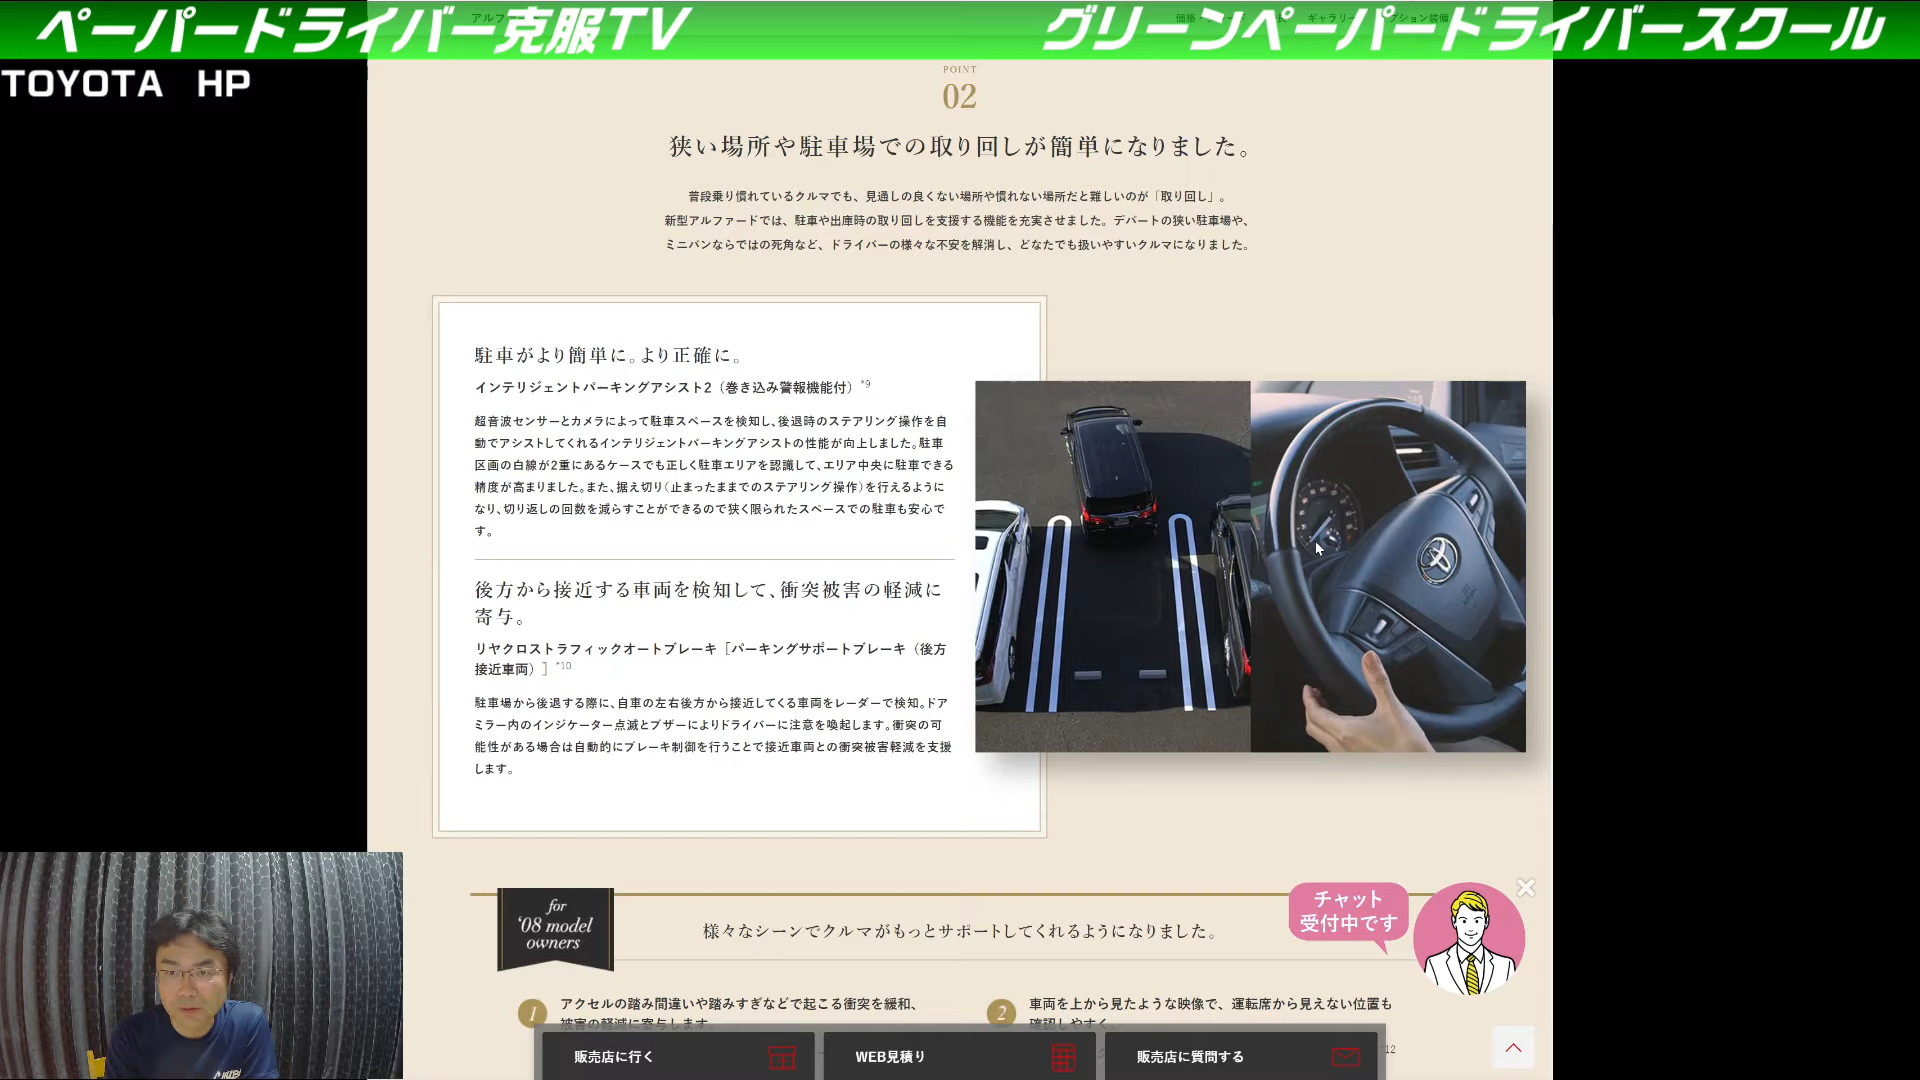 ペーパードライバー克服TV
グリーンペーパードライバースクール
TOYOTA HP
POINT
02
狭い場所や駐車場での取り回しが簡単になりました。
普段乗り慣れているクルマでも、見通しの良くない場所や慣れない場所だと難しいのが「取り回し」。
新型アルファードでは、駐車や出庫時の取り回しを支援する機能を充実させました。デパートの狭い駐車場や、
ミニバンならではの死角など、ドライバーの様々な不安を解消し、どなたでも扱いやすいクルマになりました。
駐車がより簡単に。より正確に。
インテリジェントパーキングアシスト2（巻き込み警報機能付）*9
超音波センサーとカメラによって駐車スペースを検知し、後退時のステアリング操作を自
動でアシストしてくれるインテリジェントパーキングアシストの性能が向上しました。駐車
区画の白線が2重にあるケースでも正しく駐車エリアを認識して、エリア中央に駐車できる
精度が高まりました。また、据え切り（止まったままでのステアリング操作）を行えるように
なり、切り返しの回数を減らすことができるので狭く限られたスペースでの駐車も安心で
す。
後方から接近する車両を検知して、衝突被害の軽減に
寄与。
リヤクロストラフィックオートブレーキ［パーキングサポートブレーキ（後方
接近車両）］*10
駐車場から後退する際に、自車の左右後方から接近してくる車両をレーダーで検知。ドア
ミラー内のインジケーター点滅とブザーによりドライバーに注意を喚起します。衝突の可
能性がある場合は自動的にブレーキ制御を行うことで接近車両との衝突被害軽減を支援
します。
for
'08 model
owners
様々なシーンでクルマがもっとサポートしてくれるようになりました。
チャット
受付中です
1 アクセルの踏み間違いや踏みすぎなどで起こる衝突を緩和、
被害の軽減に寄与します。
2 車両を上から見たような映像で、運転席から見えない位置も
確認しやすく。
*12
販売店に行く
WEB見積り
販売店に質問する